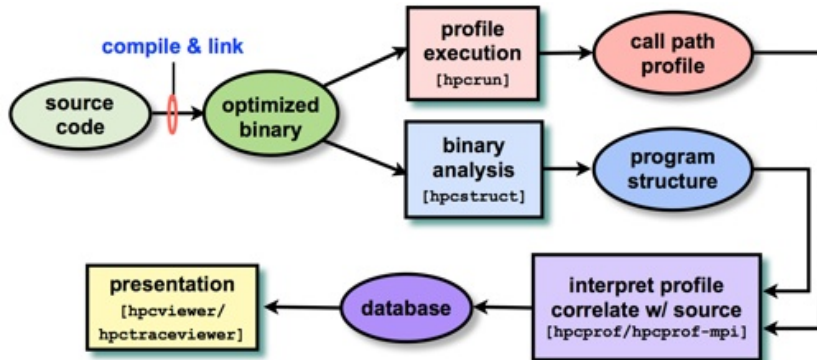 compile & link
source
code
optimized
binary
profile
execution
[hpcrun]
call path
profile
binary
analysis
[hpcstruct]
program
structure
interpret profile
correlate w/ source
[hpcprof/hpcprof-mpi]
database
presentation
[hpcviewer/
hpctraceviewer]